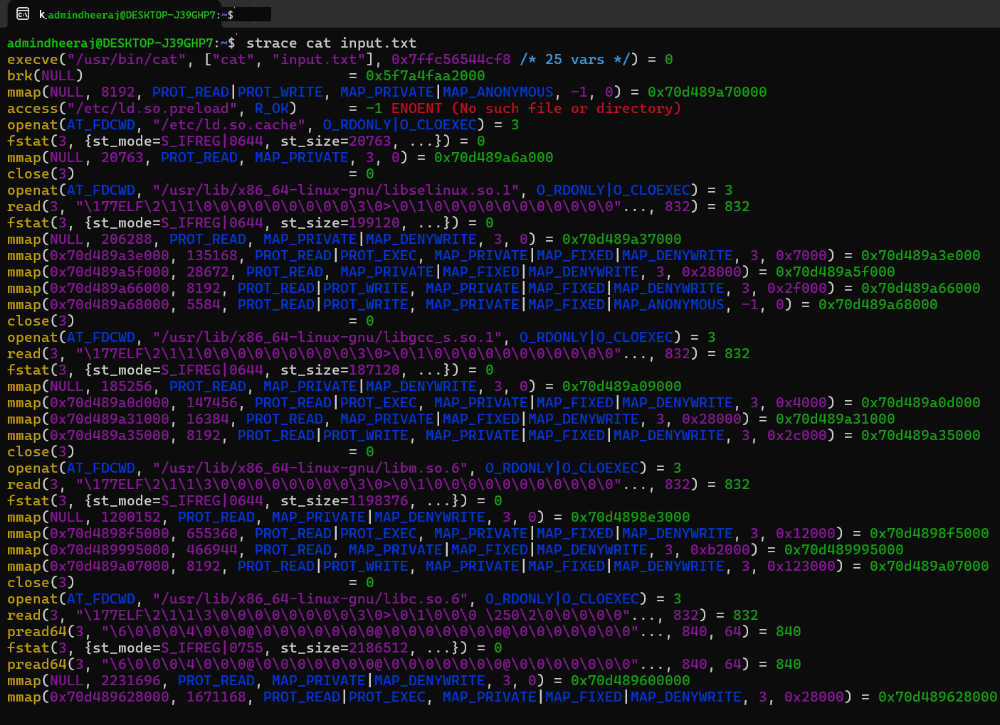 k_admindheeraj@DESKTOP-J39GHP7:~$
admindheeraj@DESKTOP-J39GHP7:~$ strace cat input.txt
execve("/usr/bin/cat", ["cat", "input.txt"], 0x7ffc56544cf8 /* 25 vars */) = 0
brk(NULL)                               = 0x5f7a4faa2000
mmap(NULL, 8192, PROT_READ|PROT_WRITE, MAP_PRIVATE|MAP_ANONYMOUS, -1, 0) = 0x70d489a70000
access("/etc/ld.so.preload", R_OK)      = -1 ENOENT (No such file or directory)
openat(AT_FDCWD, "/etc/ld.so.cache", O_RDONLY|O_CLOEXEC) = 3
fstat(3, {st_mode=S_IFREG|0644, st_size=20763, ...}) = 0
mmap(NULL, 20763, PROT_READ, MAP_PRIVATE, 3, 0) = 0x70d489a6a000
close(3)                                = 0
openat(AT_FDCWD, "/usr/lib/x86_64-linux-gnu/libselinux.so.1", O_RDONLY|O_CLOEXEC) = 3
read(3, "\177ELF\2\1\1\0\0\0\0\0\0\0\0\0\3\0>\0\1\0\0\0\0\0\0\0\0\0\0\0"..., 832) = 832
fstat(3, {st_mode=S_IFREG|0644, st_size=199120, ...}) = 0
mmap(NULL, 206288, PROT_READ, MAP_PRIVATE|MAP_DENYWRITE, 3, 0) = 0x70d489a37000
mmap(0x70d489a3e000, 135168, PROT_READ|PROT_EXEC, MAP_PRIVATE|MAP_FIXED|MAP_DENYWRITE, 3, 0x7000) = 0x70d489a3e000
mmap(0x70d489a5f000, 28672, PROT_READ, MAP_PRIVATE|MAP_FIXED|MAP_DENYWRITE, 3, 0x28000) = 0x70d489a5f000
mmap(0x70d489a66000, 8192, PROT_READ|PROT_WRITE, MAP_PRIVATE|MAP_FIXED|MAP_DENYWRITE, 3, 0x2f000) = 0x70d489a66000
mmap(0x70d489a68000, 5584, PROT_READ|PROT_WRITE, MAP_PRIVATE|MAP_FIXED|MAP_ANONYMOUS, -1, 0) = 0x70d489a68000
close(3)                                = 0
openat(AT_FDCWD, "/usr/lib/x86_64-linux-gnu/libgcc_s.so.1", O_RDONLY|O_CLOEXEC) = 3
read(3, "\177ELF\2\1\1\0\0\0\0\0\0\0\0\0\3\0>\0\1\0\0\0\0\0\0\0\0\0\0\0"..., 832) = 832
fstat(3, {st_mode=S_IFREG|0644, st_size=187120, ...}) = 0
mmap(NULL, 185256, PROT_READ, MAP_PRIVATE|MAP_DENYWRITE, 3, 0) = 0x70d489a09000
mmap(0x70d489a0d000, 147456, PROT_READ|PROT_EXEC, MAP_PRIVATE|MAP_FIXED|MAP_DENYWRITE, 3, 0x4000) = 0x70d489a0d000
mmap(0x70d489a31000, 16384, PROT_READ, MAP_PRIVATE|MAP_FIXED|MAP_DENYWRITE, 3, 0x28000) = 0x70d489a31000
mmap(0x70d489a35000, 8192, PROT_READ|PROT_WRITE, MAP_PRIVATE|MAP_FIXED|MAP_DENYWRITE, 3, 0x2c000) = 0x70d489a35000
close(3)                                = 0
openat(AT_FDCWD, "/usr/lib/x86_64-linux-gnu/libm.so.6", O_RDONLY|O_CLOEXEC) = 3
read(3, "\177ELF\2\1\1\3\0\0\0\0\0\0\0\0\3\0>\0\1\0\0\0\0\0\0\0\0\0\0\0"..., 832) = 832
fstat(3, {st_mode=S_IFREG|0644, st_size=1198376, ...}) = 0
mmap(NULL, 1200152, PROT_READ, MAP_PRIVATE|MAP_DENYWRITE, 3, 0) = 0x70d4898e3000
mmap(0x70d4898f5000, 655360, PROT_READ|PROT_EXEC, MAP_PRIVATE|MAP_FIXED|MAP_DENYWRITE, 3, 0x12000) = 0x70d4898f5000
mmap(0x70d489995000, 466944, PROT_READ, MAP_PRIVATE|MAP_FIXED|MAP_DENYWRITE, 3, 0xb2000) = 0x70d489995000
mmap(0x70d489a07000, 8192, PROT_READ|PROT_WRITE, MAP_PRIVATE|MAP_FIXED|MAP_DENYWRITE, 3, 0x123000) = 0x70d489a07000
close(3)                                = 0
openat(AT_FDCWD, "/usr/lib/x86_64-linux-gnu/libc.so.6", O_RDONLY|O_CLOEXEC) = 3
read(3, "\177ELF\2\1\1\3\0\0\0\0\0\0\0\0\3\0>\0\1\0\0\0 \250\2\0\0\0\0\0"..., 832) = 832
pread64(3, "\6\0\0\0\4\0\0\0@\0\0\0\0\0\0\0@\0\0\0\0\0\0\0@\0\0\0\0\0\0\0"..., 840, 64) = 840
fstat(3, {st_mode=S_IFREG|0755, st_size=2186512, ...}) = 0
pread64(3, "\6\0\0\0\4\0\0\0@\0\0\0\0\0\0\0@\0\0\0\0\0\0\0@\0\0\0\0\0\0\0"..., 840, 64) = 840
mmap(NULL, 2231696, PROT_READ, MAP_PRIVATE|MAP_DENYWRITE, 3, 0) = 0x70d489600000
mmap(0x70d489628000, 1671168, PROT_READ|PROT_EXEC, MAP_PRIVATE|MAP_FIXED|MAP_DENYWRITE, 3, 0x28000) = 0x70d489628000